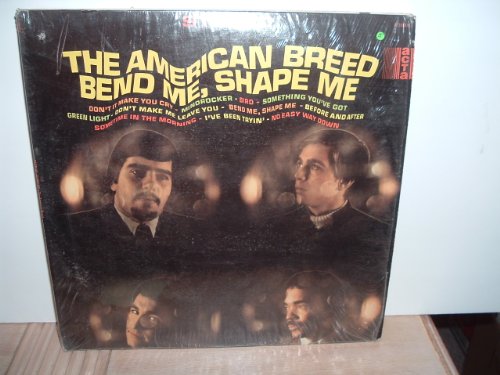 THE AMERICAN BREED
BEND ME, SHAPE ME
acta
DON'T IT MAKE YOU CRY - MINDROCKER - BIRD - SOMETHING YOU'VE GOT
GREEN LIGHT - DON'T MAKE ME LEAVE YOU - BEND ME, SHAPE ME - BEFORE AND AFTER
SOMETIME IN THE MORNING - I'VE BEEN TRYIN' - NO EASY WAY DOWN